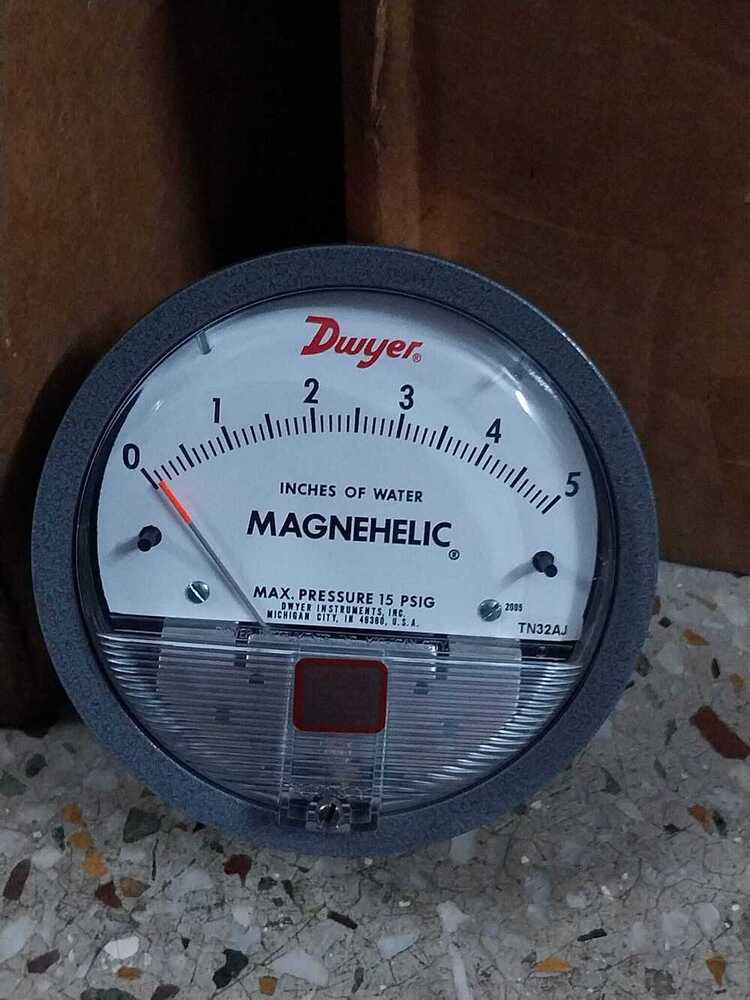 Dwyer®
0 1 2 3 4 5
INCHES OF WATER
MAGNEHELIC®
MAX. PRESSURE 15 PSIG
DWYER INSTRUMENTS, INC.
MICHIGAN CITY, IN 46360, U.S.A.
2005
TN32AJ